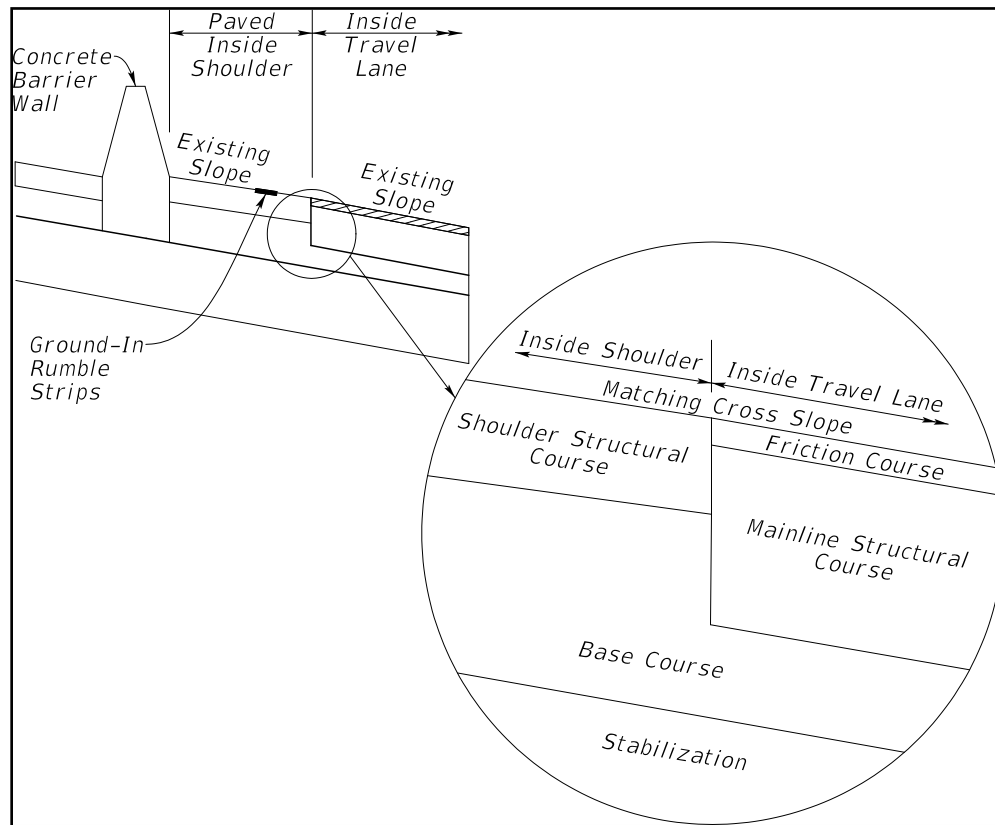 Paved
Inside
Shoulder
Inside
Travel
Lane
Concrete
Barrier
Wall
Existing
Slope
Existing
Slope
Ground-In
Rumble
Strips
Inside Shoulder
Inside Travel Lane
Matching Cross Slope
Shoulder Structural
Course
Friction Course
Mainline Structural
Course
Base Course
Stabilization